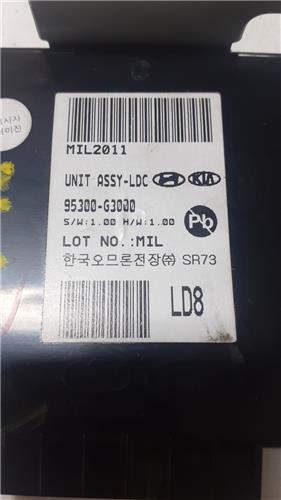 MIL2011
UNIT ASSY-LDC KIA
95300-G3000
S/W:1.00 H/W:1.00 Pb
LOT NO.:MIL
한국오므론전장㈜ SR73
LD8